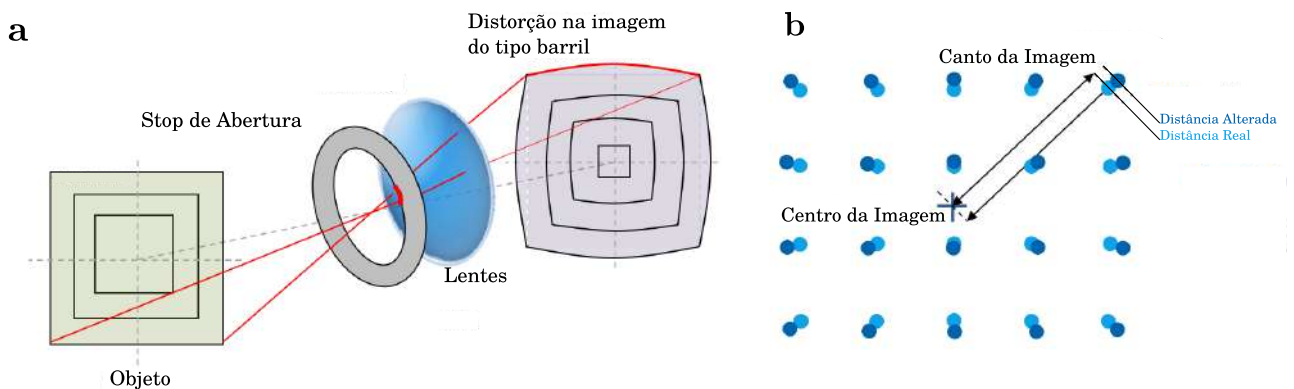 a
Distorção na imagem
do tipo barril
Stop de Abertura
Lentes
Objeto
b
Canto da Imagem
Distância Alterada
Distância Real
Centro da Imagem